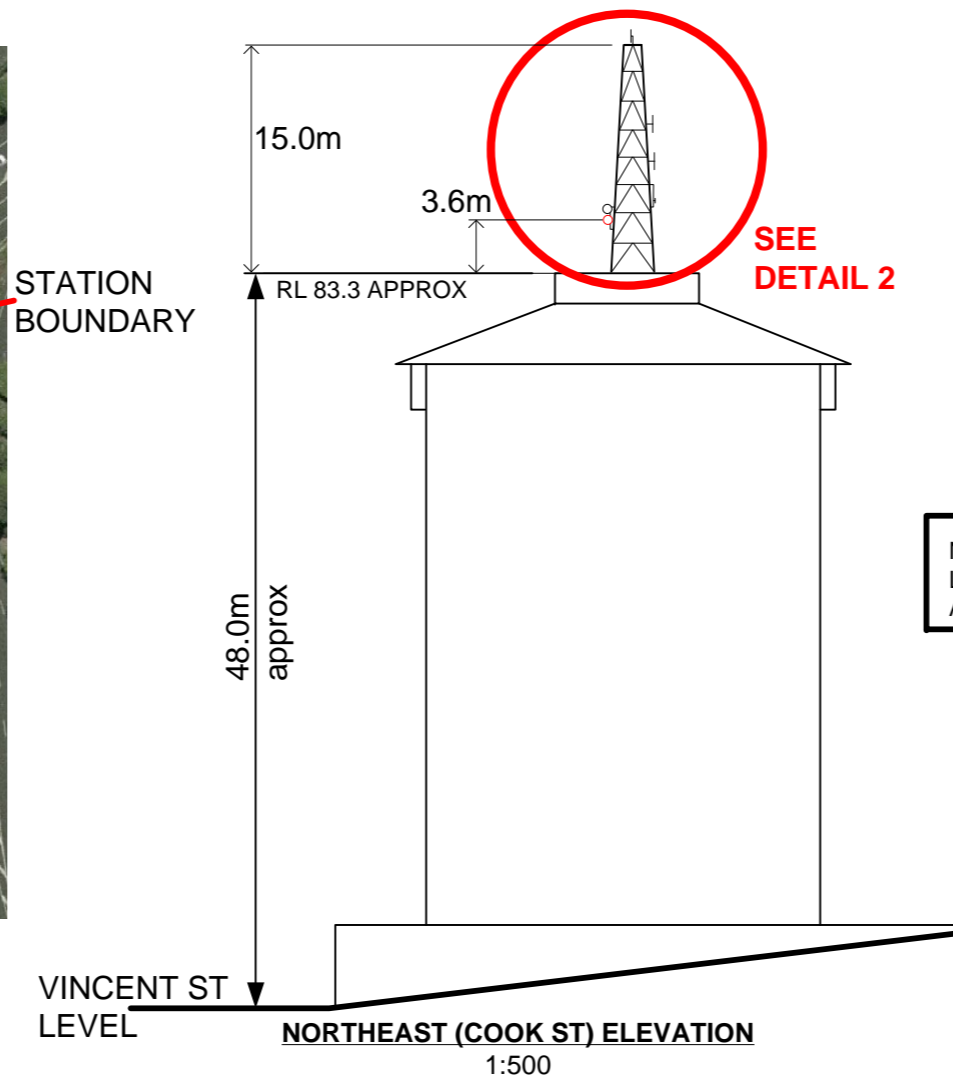 15.0m
3.6m
SEE
DETAIL 2
STATION
BOUNDARY
RL 83.3 APPROX
48.0m
approx
VINCENT ST
LEVEL
NORTHEAST (COOK ST) ELEVATION
1:500